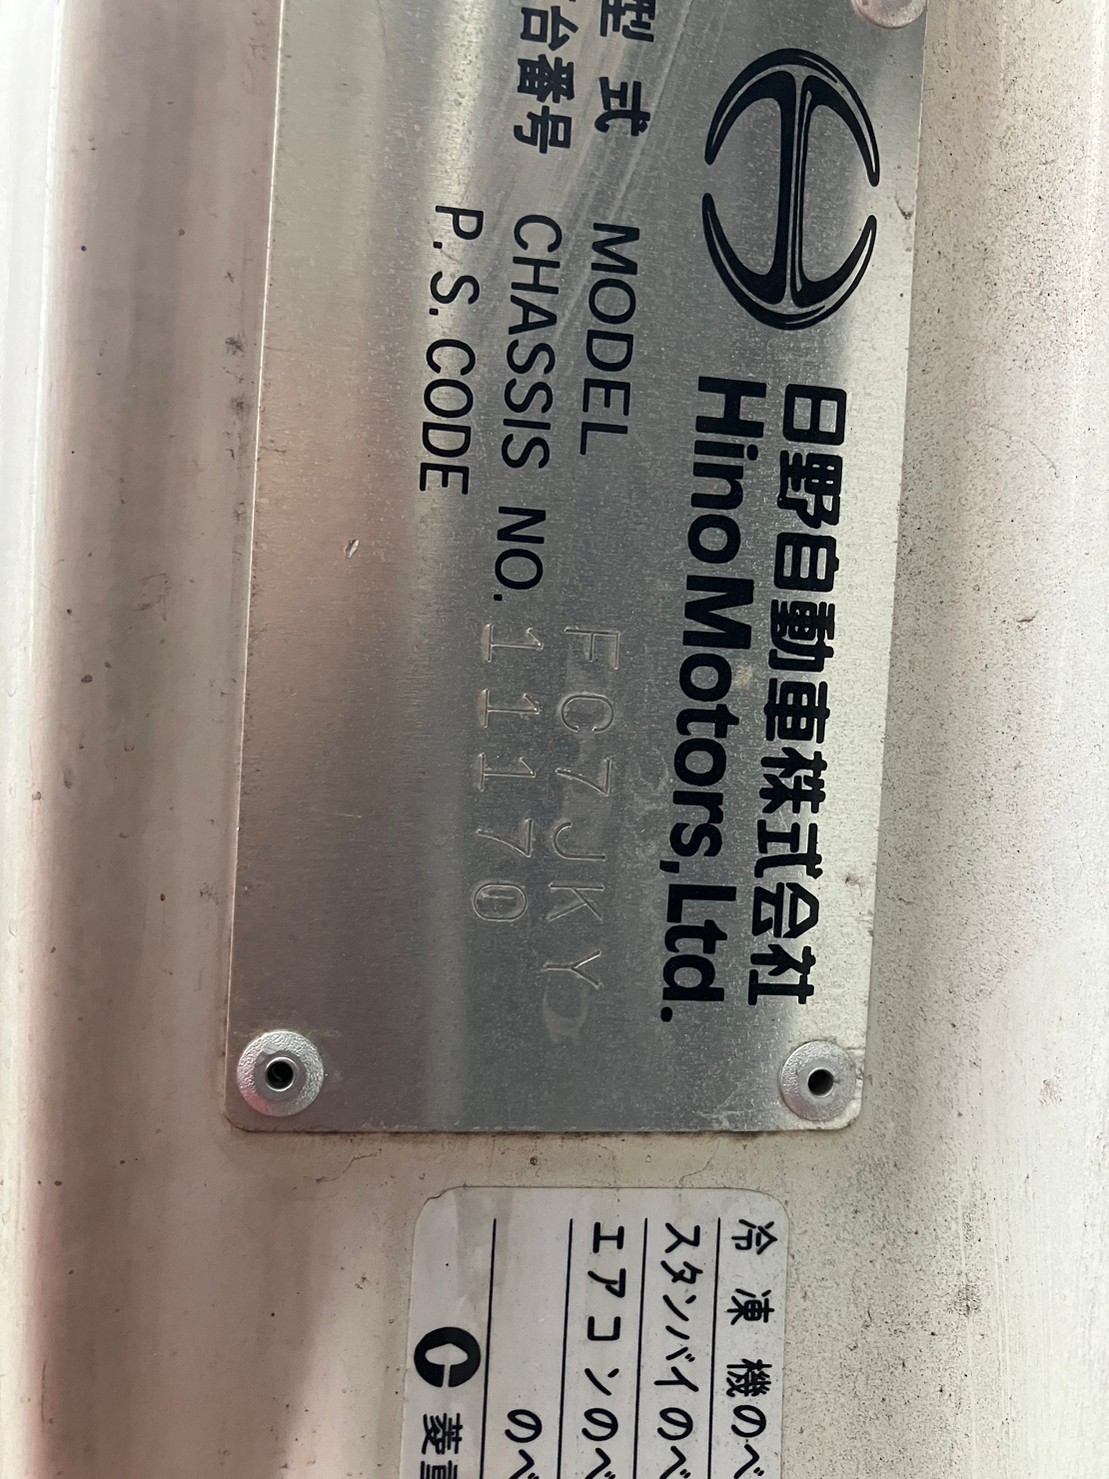 日野自動車株式会社
Hino Motors, Ltd.
型式 MODEL FC7JKY
台番号 CHASSIS NO. 11170
P.S.CODE
冷凍機のベ
スタンバイのベ
エアコンのベ
のベ
C 菱